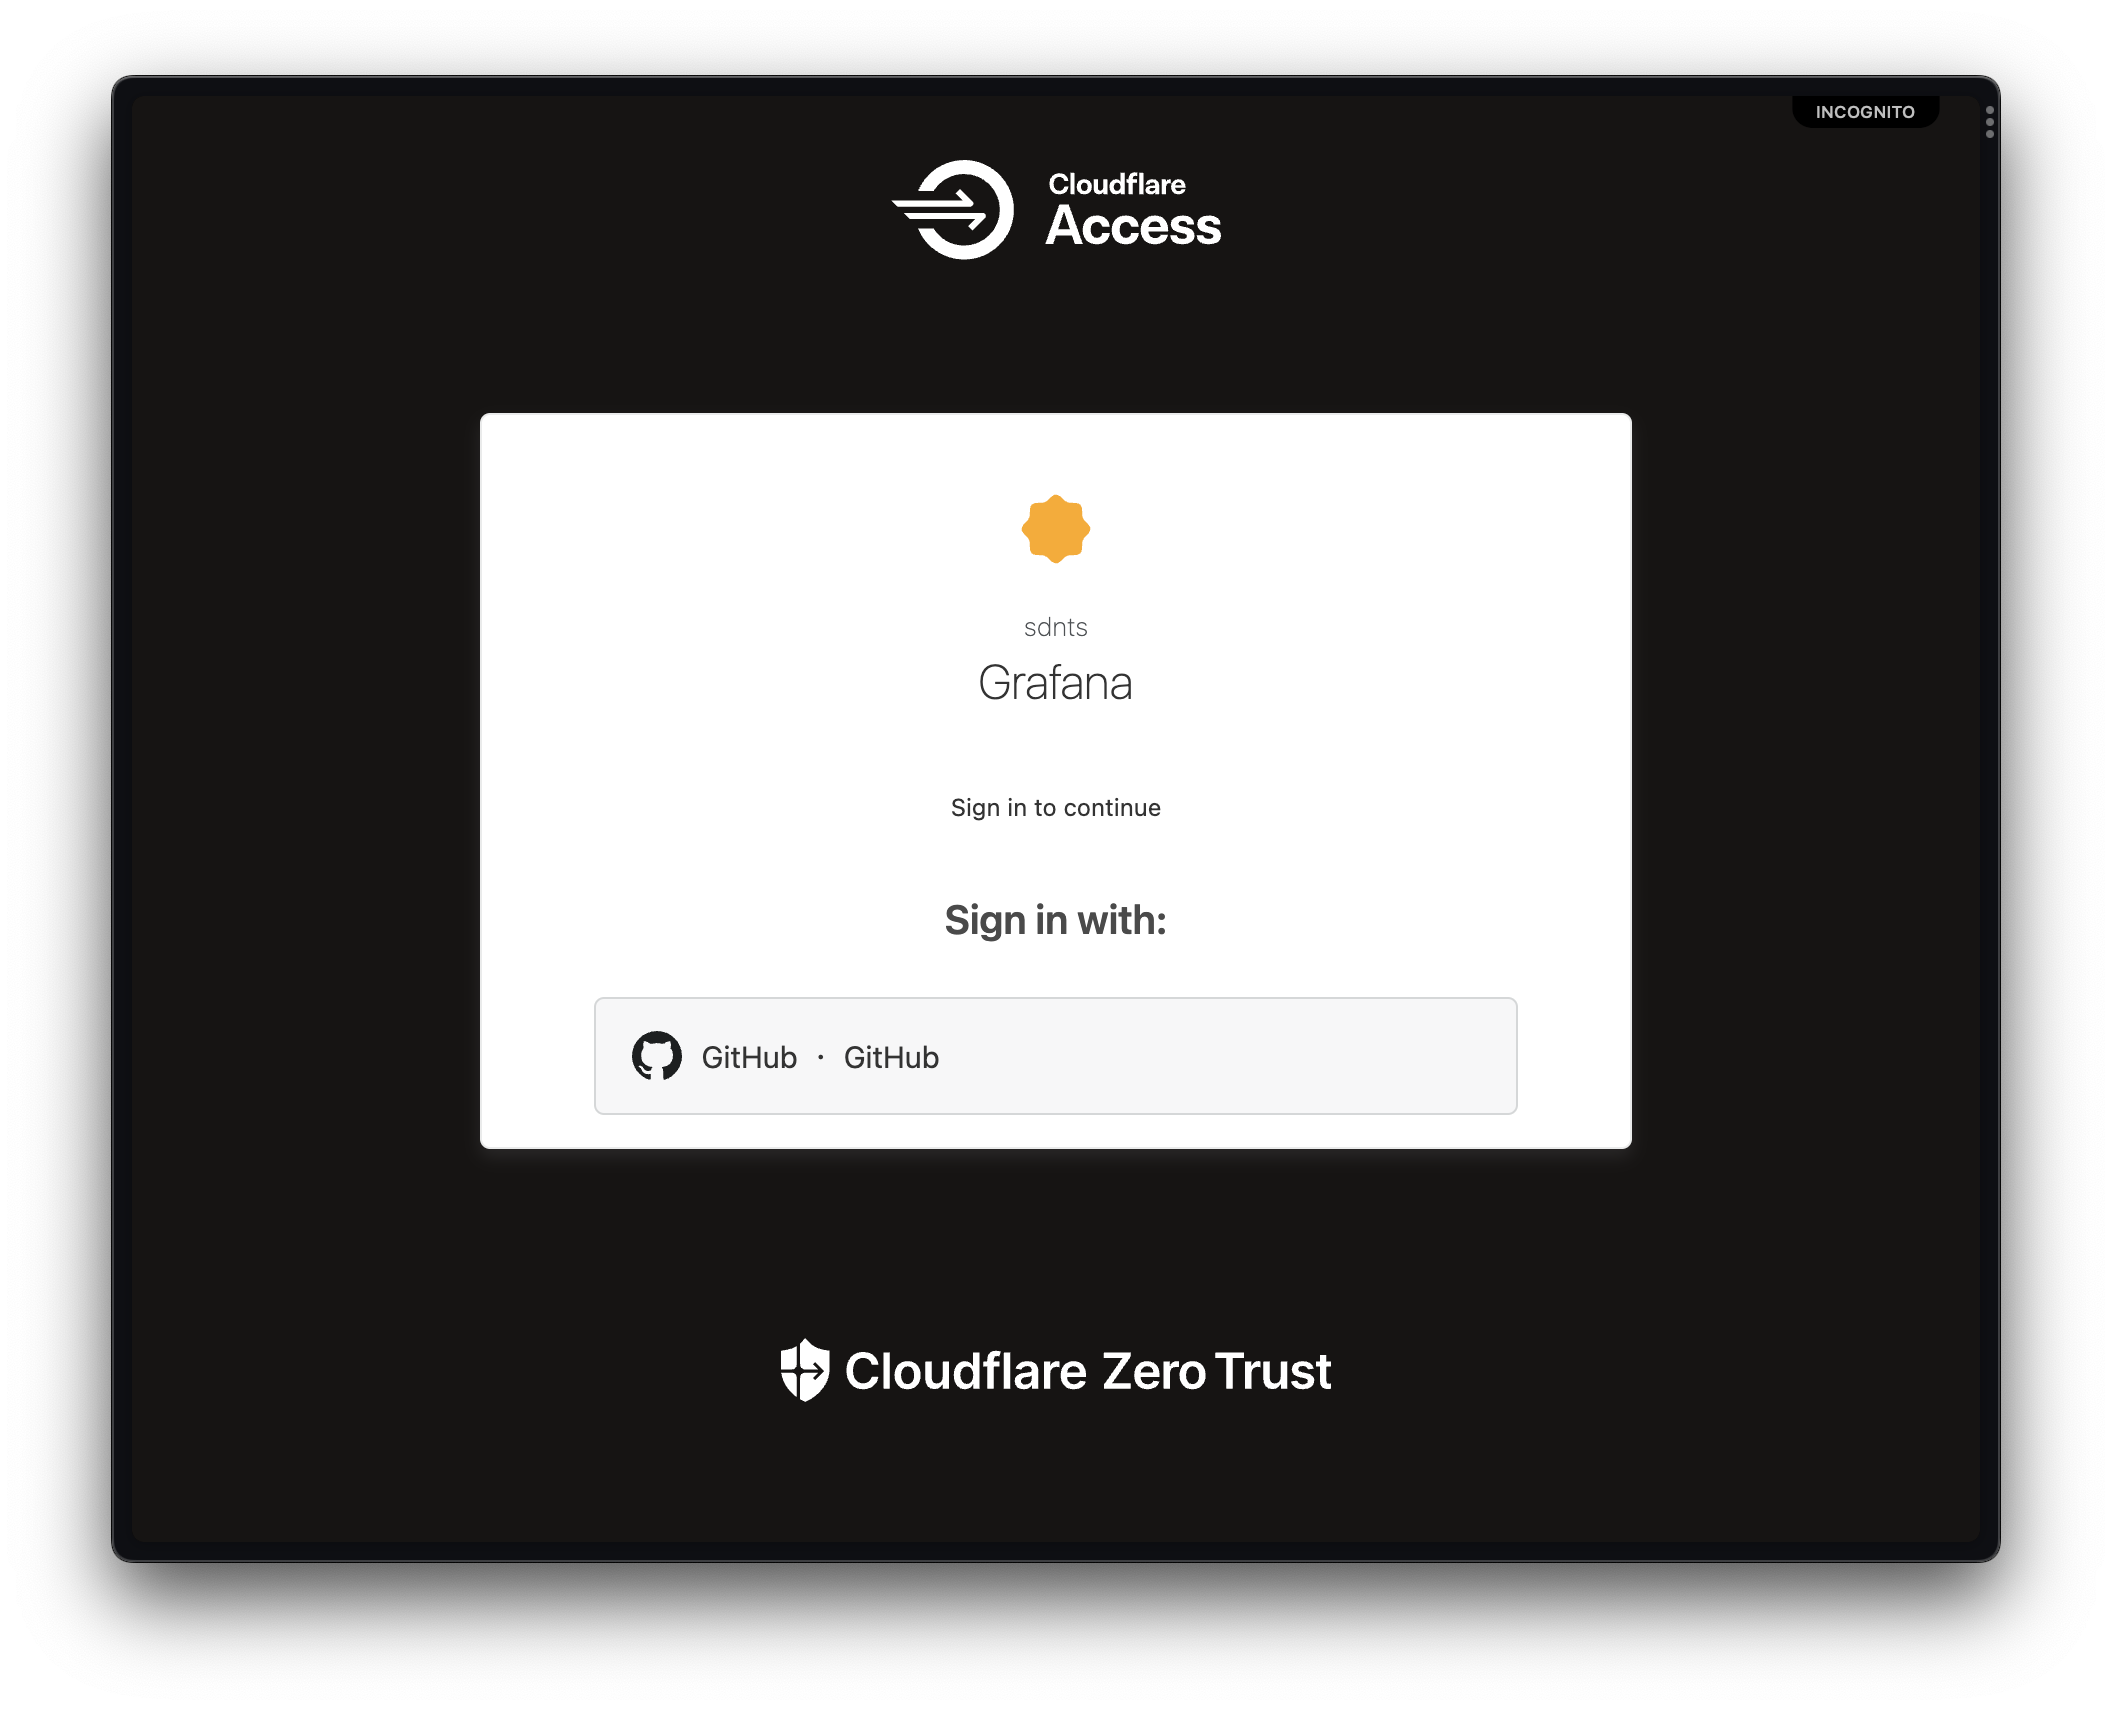 INCOGNITO
Cloudflare
Access
sdnts
Grafana
Sign in to continue
Sign in with:
GitHub · GitHub
Cloudflare Zero Trust